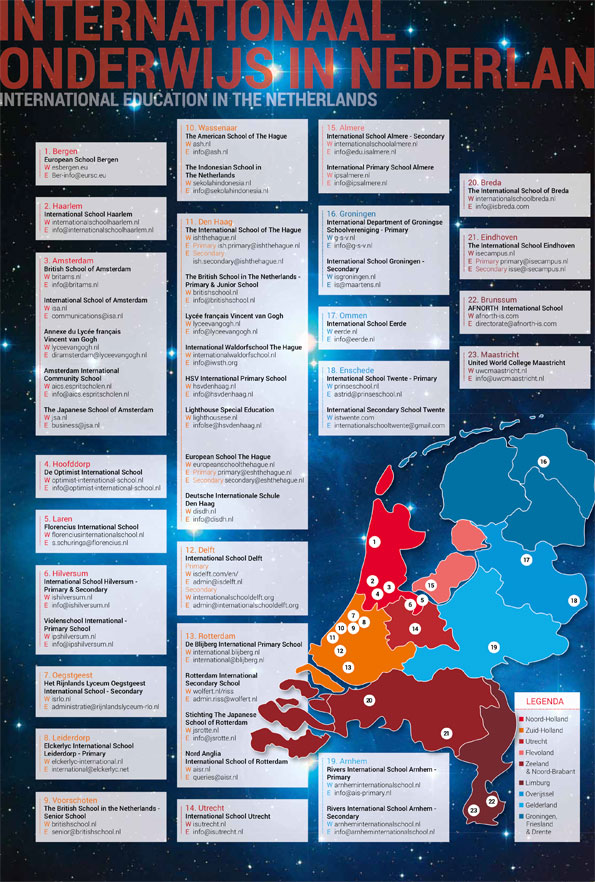 INTERNATIONAAL
ONDERWIJS IN NEDERLAN
INTERNATIONAL EDUCATION IN THE NETHERLANDS
1. Bergen
European School Bergen
W esbergen.eu
E fier-info@eursc.eu
2. Haarlem
International School Haarlem
W internationalschoolhaarlem.nl
E info@internationalschoolhaarlem.nl
3. Amsterdam
British School of Amsterdam
W britams.nl
E info@britams.nl
International School of Amsterdam
W isa.nl
E communications@isa.nl
Annexe du Lycée français
Vincent van Gogh
W lyceevangogh.nl
E diramsterdam@lyceevangogh.nl
Amsterdam International
Community School
W aics.espritscholen.nl
E info@aics.espritscholen.nl
The Japanese School of Amsterdam
W jsa.nl
E business@jsa.nl
4. Hoofddorp
De Optimist International School
W optimist-international-school.nl
E info@optimist-international-school.nl
5. Laren
Florencius International School
W florenciusinternationalschool.nl
E s.schurings@florencius.nl
6. Hilversum
International School Hilversum -
Primary & Secondary
W ishilversum.nl
E info@ishilversum.nl
Violenschool International -
Primary School
W ipshilversum.nl
E info@ipshilversum.nl
7. Oegstgeest
Het Rijnlands Lyceum Oegstgeest
International School - Secondary
W isrlo.nl
E administratie@rijnlandslyceum-rlo.nl
8. Leiderdorp
Elckerlyc International School
Leiderdorp - Primary
W elckerlyc-international.nl
E international@elckerlyc.net
9. Voorschoten
The British School in the Netherlands -
Senior School
W britishschool.nl
E senior@britishschool.nl
10. Wassenaar
The American School of The Hague
W ash.nl
E info@ash.nl
The Indonesian School in
The Netherlands
W sekolahindonesia.nl
E info@sekolahindonesia.nl
11. Den Haag
The International School of The Hague
W ishthehague.nl
E Primary ish.primary@ishthehague.nl
E Secondary
ish.secondary@ishthehague.nl
The British School in The Netherlands -
Primary & Junior School
W britishschool.nl
E info@britishschool.nl
Lycée français Vincent van Gogh
W lyceevangogh.nl
E info@lyceevangogh.nl
International Waldorfschool The Hague
W internationalwaldorfschool.nl
E info@iwsth.org
HSV International Primary School
W hsvdenhaag.nl
E info@hsvdenhaag.nl
Lighthouse Special Education
W lighthousese.nl
E infolse@hsvdenhaag.nl
European School The Hague
W europeanschoolthehague.nl
E Primary primary@eshthehague.nl
E Secondary secondary@eshthehague.nl
Deutsche Internationale Schule
Den Haag
W disdh.nl
E info@disdh.nl
12. Delft
International School Delft
Primary
W isdelft.com/en/
E admin@isdelft.nl
Secondary
W internationalschooldelft.org
E admin@internationalschooldelft.org
13. Rotterdam
De Blijberg International Primary School
W international.blijberg.nl
E international@blijberg.nl
Rotterdam International
Secondary School
W wolfert.nl/riss
E admin.riss@wolfert.nl
Stichting The Japanese
School of Rotterdam
W jsrotte.nl
E info@jsrotte.nl
Nord Anglia
International School of Rotterdam
W aisr.nl
E queries@aisr.nl
14. Utrecht
International School Utrecht
W isutrecht.nl
E info@isutrecht.nl
15. Almere
International School Almere - Secondary
W internationalschoolalmere.nl
E info@edu.isalmere.nl
International Primary School Almere
W ipsalmere.nl
E info@ipsalmere.nl
16. Groningen
International Department of Groningse
Schoolvereniging - Primary
W g-s-v.nl
E info@g-s-v.nl
International School Groningen -
Secondary
W isgroningen.nl
E is@maartens.nl
17. Ommen
International School Eerde
W eerde.nl
E info@eerde.nl
18. Enschede
International School Twente - Primary
W prinseschool.nl
E astrid@prinseschool.nl
International Secondary School Twente
W istwente.com
E internationalschooltwente@gmail.com
19. Arnhem
Rivers International School Arnhem -
Primary
W arnheminternationalschool.nl
E info@ais-primary.nl
Rivers International School Arnhem -
Secondary
W arnheminternationalschool.nl
E info@arnheminternationalschool.nl
20. Breda
The International School of Breda
W internationalschoolbreda.nl
E info@isbreda.com
21. Eindhoven
The International School Eindhoven
W isecampus.nl
E Primary primary@isecampus.nl
E Secondary isse@isecampus.nl
22. Brunssum
AFNORTH International School
W afnorth-is.com
E directorate@afnorth-is.com
23. Maastricht
United World College Maastricht
W uwcmaastricht.nl
E info@uwcmaastricht.nl
16
1
17
2
3
4
15
18
5
6
7
8
9
10
11
14
12
19
13
20
21
22
23
LEGENDA
Noord-Holland
Zuid-Holland
Utrecht
Flevoland
Zeeland
& Noord-Brabant
Limburg
Overijssel
Gelderland
Groningen,
Friesland
& Drente